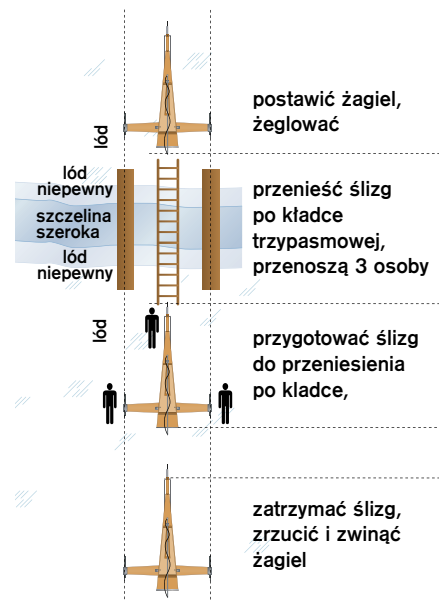 postawić żagiel,
żeglować
lód
lód
niepewny
szczelina
szeroka
lód
niepewny
przenieść ślizg
po kładce
trzypasmowej,
przenoszą 3 osoby
lód
przygotować ślizg
do przeniesienia
po kladce,
zatrzymać ślizg,
zrzucić i zwinąć
żagiel